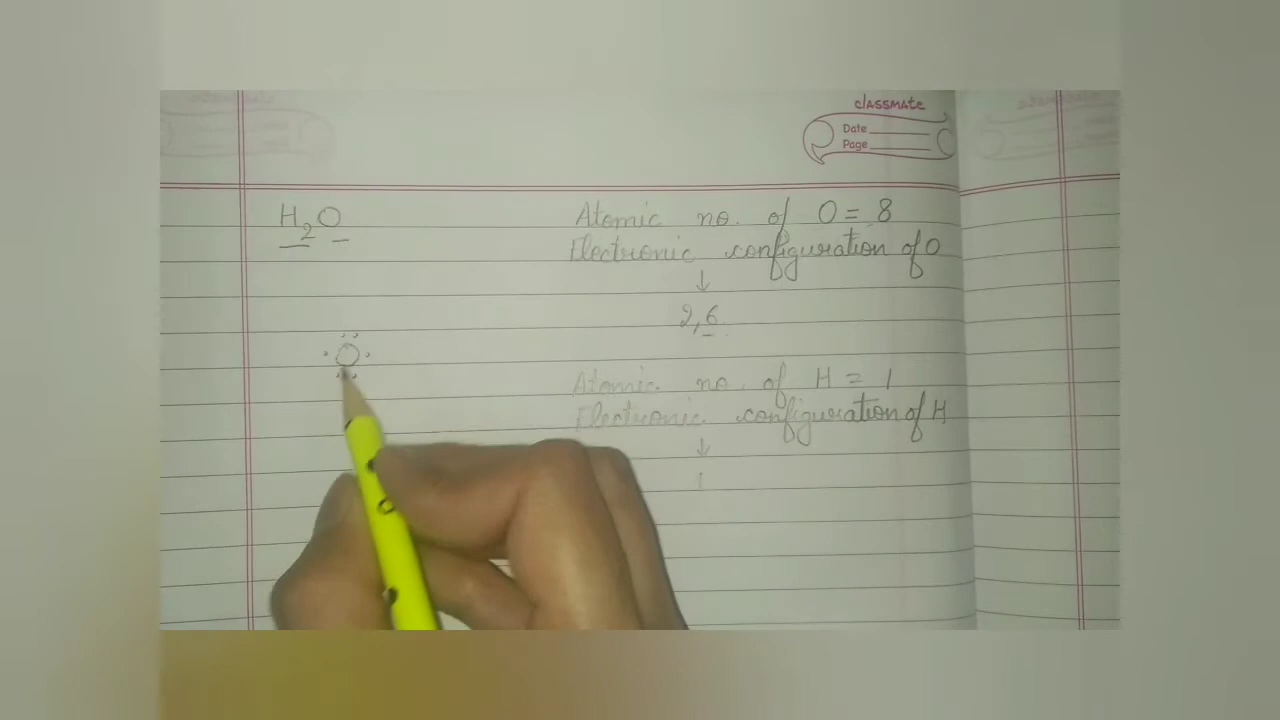 classmate
Date
Page
H2O
Atomic no. of O = 8
Electronic configuration of O
↓
2,6
O
Atomic no. of H = 1
Electronic configuration of H
↓
1